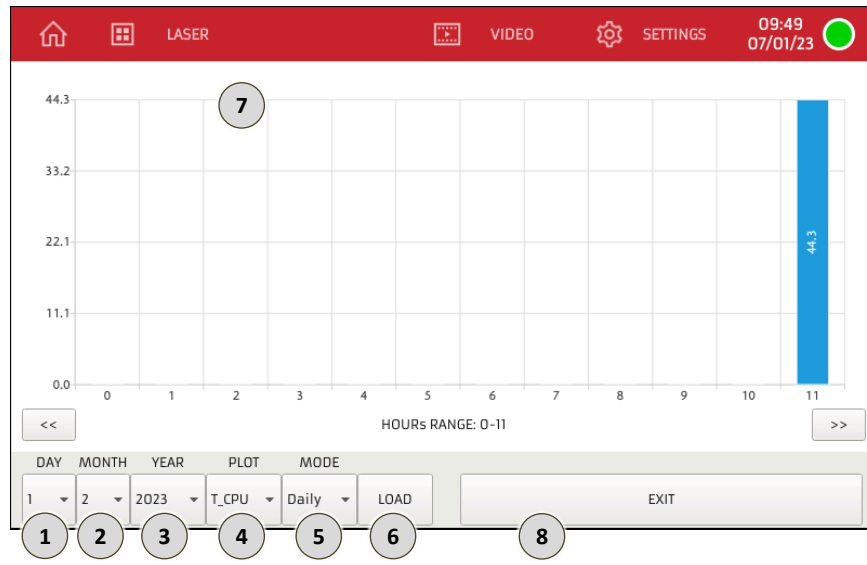 LASER VIDEO SETTINGS 09:49
07/01/23
7
44.3
33.2
22.1
44.3
11.1
0.0
0 1 2 3 4 5 6 7 8 9 10 11
<< HOURs RANGE: 0-11 >>
DAY MONTH YEAR PLOT MODE
1 2 2023 T_CPU Daily LOAD EXIT
1 2 3 4 5 6 8